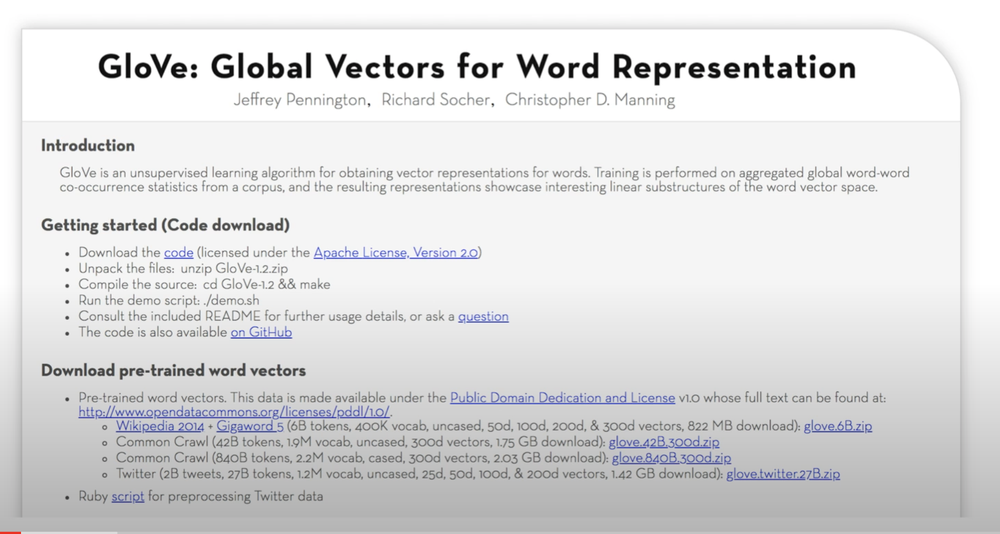 GloVe: Global Vectors for Word Representation
Jeffrey Pennington, Richard Socher, Christopher D. Manning
Introduction
GloVe is an unsupervised learning algorithm for obtaining vector representations for words. Training is performed on aggregated global word-word
co-occurrence statistics from a corpus, and the resulting representations showcase interesting linear substructures of the word vector space.
Getting started (Code download)
• Download the code (licensed under the Apache License, Version 2.0)
• Unpack the files: unzip GloVe-1.2.zip
• Compile the source: cd GloVe-1.2 && make
• Run the demo script: ./demo.sh
• Consult the included README for further usage details, or ask a question
• The code is also available on GitHub
Download pre-trained word vectors
• Pre-trained word vectors. This data is made available under the Public Domain Dedication and License v1.0 whose full text can be found at:
http://www.opendatacommons.org/licenses/pddl/1.0/.
○ Wikipedia 2014 + Gigaword 5 (6B tokens, 400K vocab, uncased, 50d, 100d, 200d, & 300d vectors, 822 MB download): glove.6B.zip
○ Common Crawl (42B tokens, 1.9M vocab, uncased, 300d vectors, 1.75 GB download): glove.42B.300d.zip
○ Common Crawl (840B tokens, 2.2M vocab, cased, 300d vectors, 2.03 GB download): glove.840B.300d.zip
○ Twitter (2B tweets, 27B tokens, 1.2M vocab, uncased, 25d, 50d, 100d, & 200d vectors, 1.42 GB download): glove.twitter.27B.zip
• Ruby script for preprocessing Twitter data